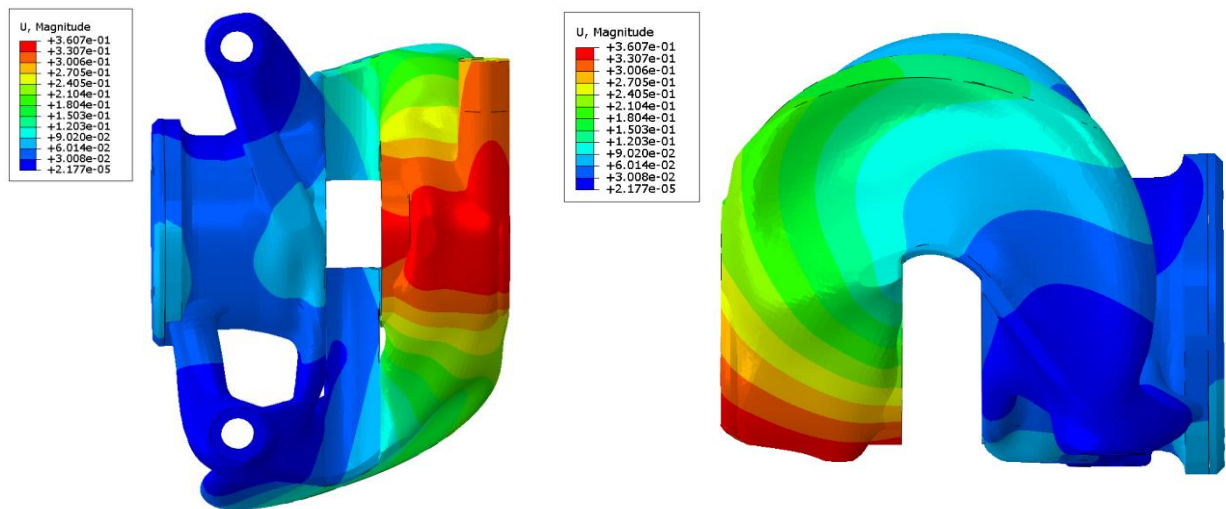 U, Magnitude
+3.607e-01
+3.307e-01
+3.006e-01
+2.705e-01
+2.405e-01
+2.104e-01
+1.804e-01
+1.503e-01
+1.203e-01
+9.020e-02
+6.014e-02
+3.008e-02
+2.177e-05
U, Magnitude
+3.607e-01
+3.307e-01
+3.006e-01
+2.705e-01
+2.405e-01
+2.104e-01
+1.804e-01
+1.503e-01
+1.203e-01
+9.020e-02
+6.014e-02
+3.008e-02
+2.177e-05